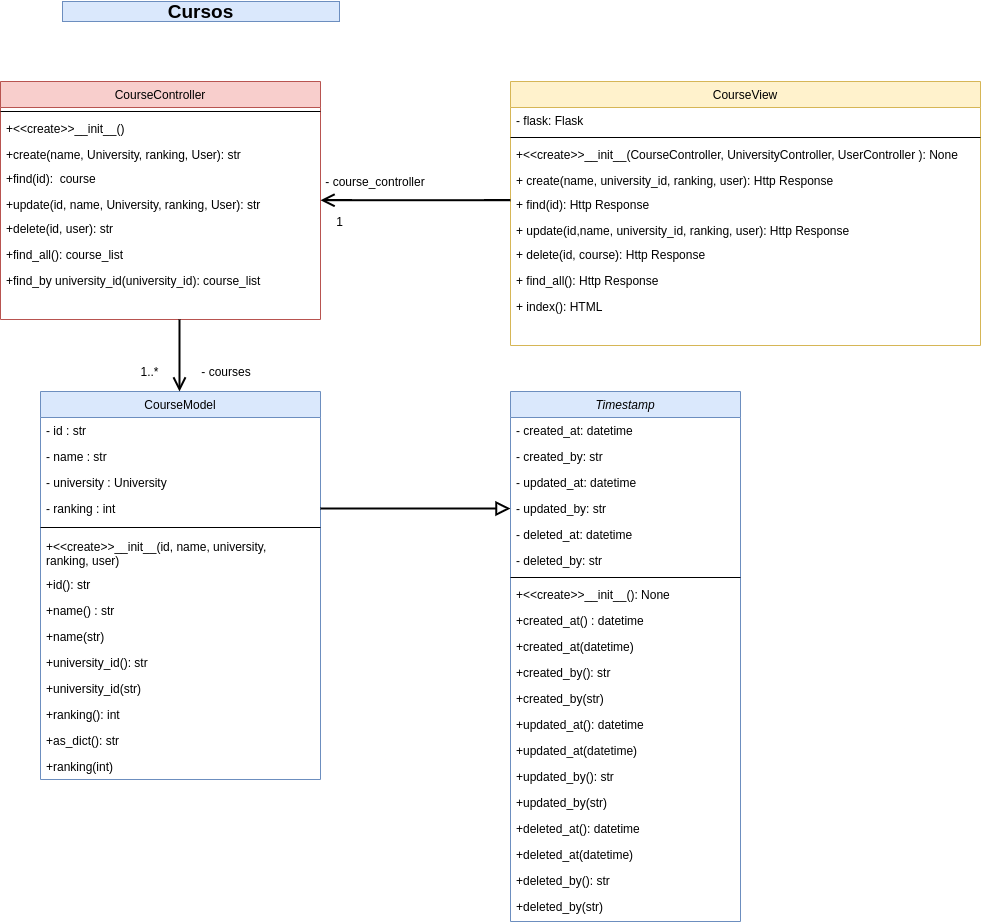 Cursos
CourseController
+<<create>>__init__()
+create(name, University, ranking, User): str
+find(id):  course
+update(id, name, University, ranking, User): str
+delete(id, user): str
+find_all(): course_list
+find_by university_id(university_id): course_list
- course_controller
1
CourseView
- flask: Flask
+<<create>>__init__(CourseController, UniversityController, UserController ): None
+ create(name, university_id, ranking, user): Http Response
+ find(id): Http Response
+ update(id,name, university_id, ranking, user): Http Response
+ delete(id, course): Http Response
+ find_all(): Http Response
+ index(): HTML
1..*
- courses
CourseModel
- id : str
- name : str
- university : University
- ranking : int
+<<create>>__init__(id, name, university,
ranking, user)
+id(): str
+name() : str
+name(str)
+university_id(): str
+university_id(str)
+ranking(): int
+as_dict(): str
+ranking(int)
Timestamp
- created_at: datetime
- created_by: str
- updated_at: datetime
- updated_by: str
- deleted_at: datetime
- deleted_by: str
+<<create>>__init__(): None
+created_at() : datetime
+created_at(datetime)
+created_by(): str
+created_by(str)
+updated_at(): datetime
+updated_at(datetime)
+updated_by(): str
+updated_by(str)
+deleted_at(): datetime
+deleted_at(datetime)
+deleted_by(): str
+deleted_by(str)